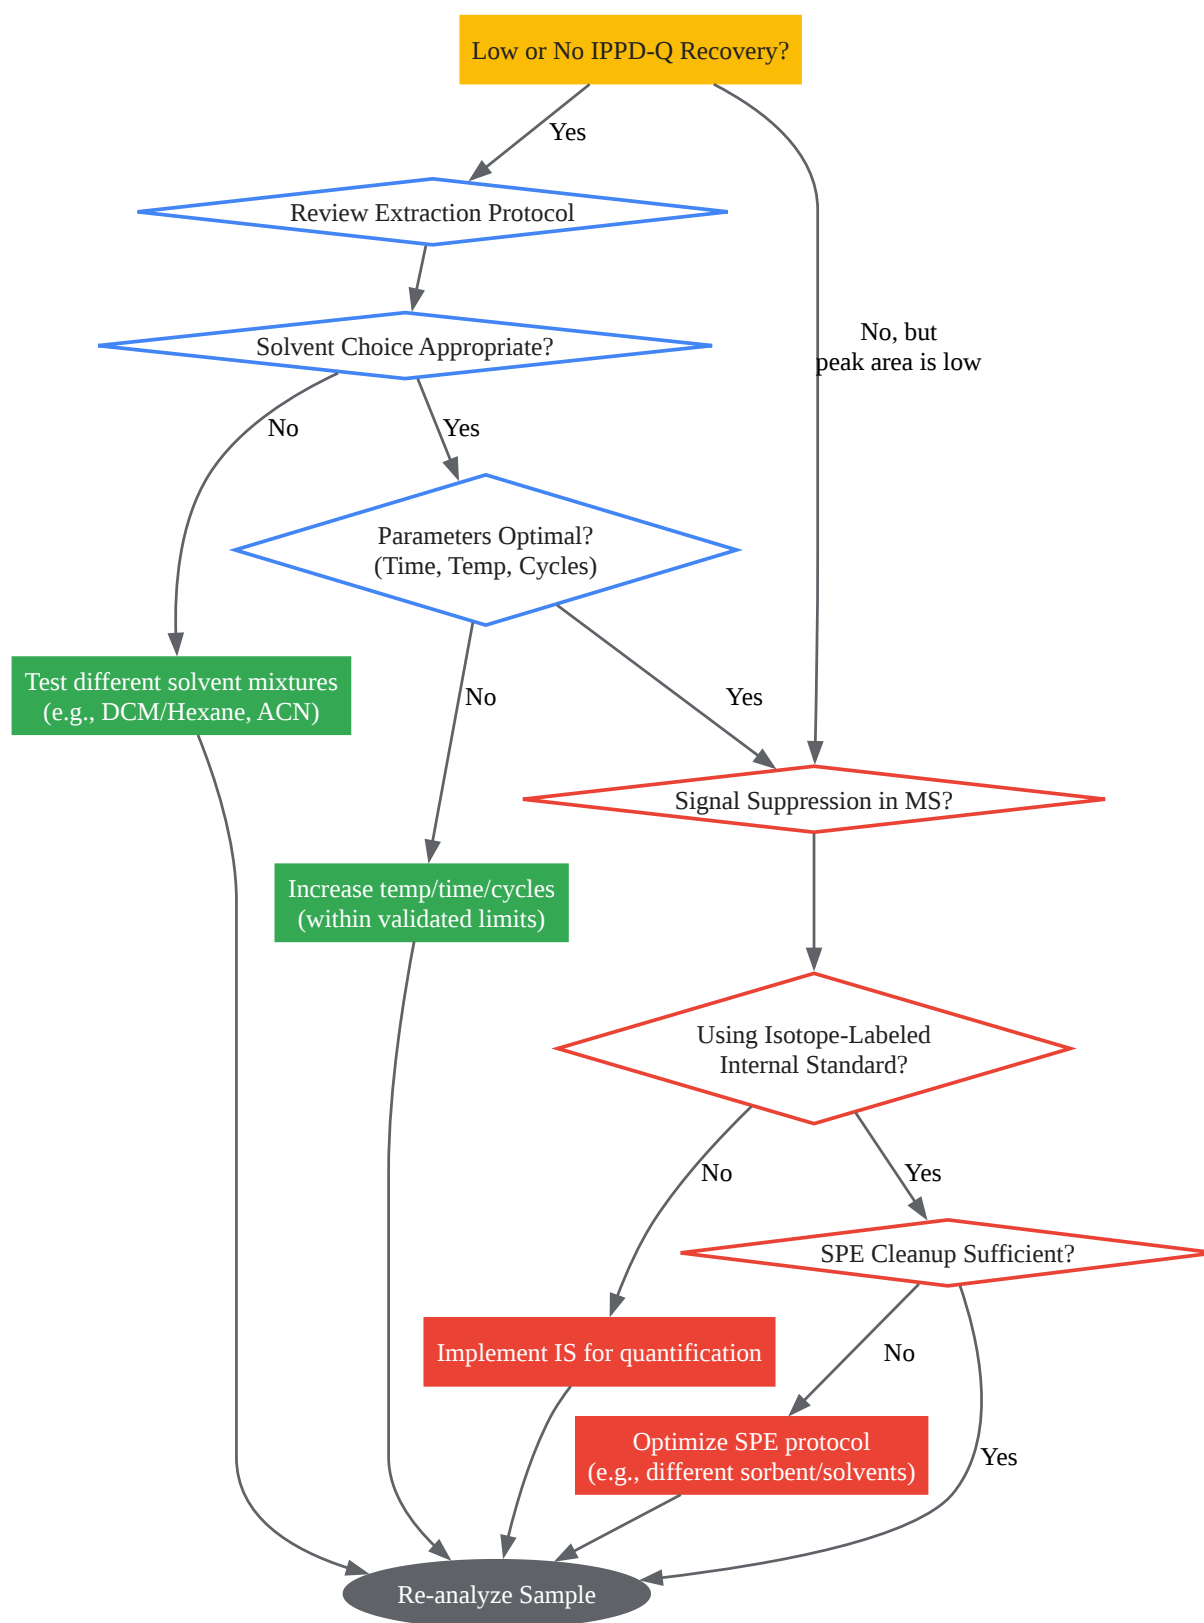 Low or No IPPD-Q Recovery?
Yes
Review Extraction Protocol
No, but
peak area is low
Solvent Choice Appropriate?
No
Yes
Parameters Optimal?
(Time, Temp, Cycles)
Test different solvent mixtures
(e.g., DCM/Hexane, ACN)
No
Yes
Signal Suppression in MS?
Increase temp/time/cycles
(within validated limits)
Using Isotope-Labeled
Internal Standard?
No
Yes
SPE Cleanup Sufficient?
Implement IS for quantification
No
Optimize SPE protocol
(e.g., different sorbent/solvents)
Yes
Re-analyze Sample